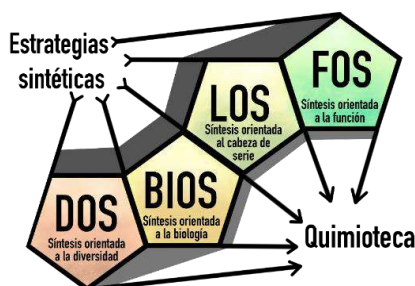 Estrategias
sintéticas
FOS
Síntesis orientada
a la función
LOS
Síntesis orientada
al cabeza de
serie
BIOS
Síntesis orientada
a la biología
DOS
Síntesis orientada
a la diversidad
Quimioteca